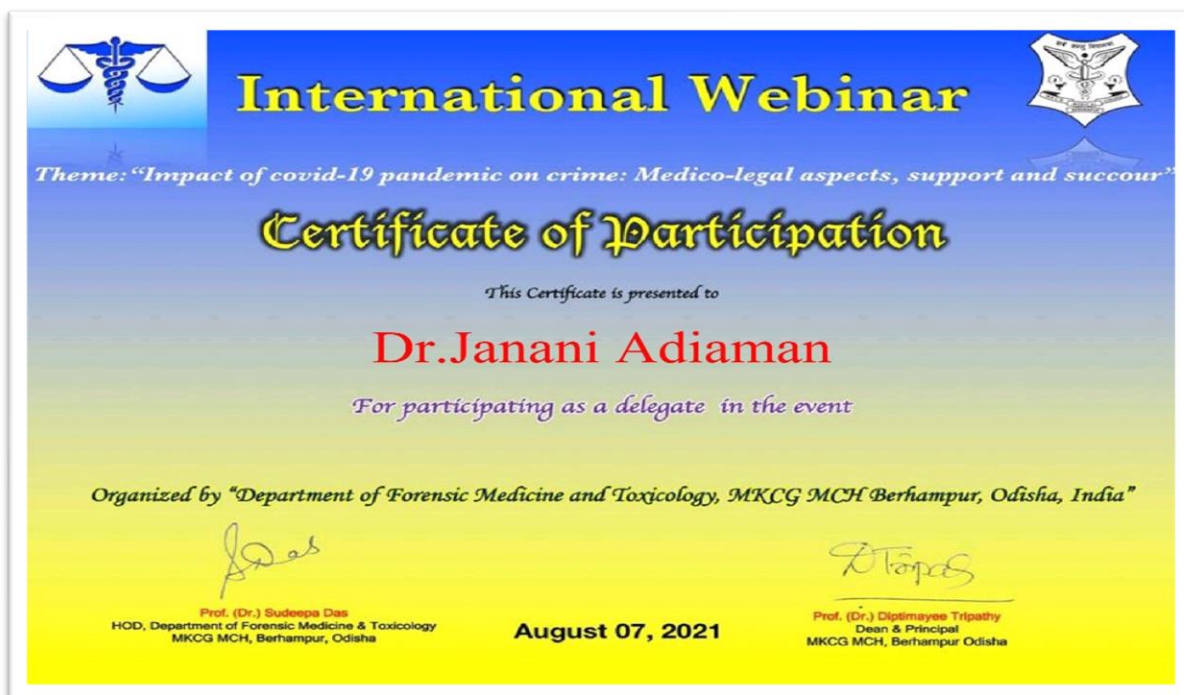 International Webinar
Theme: “Impact of covid-19 pandemic on crime: Medico-legal aspects, support and succour”
Certificate of Participation
This Certificate is presented to
Dr.Janani Adiaman
For participating as a delegate in the event
Organized by “Department of Forensic Medicine and Toxicology, MKCG MCH Berhampur, Odisha, India”
SDas
Prof. (Dr.) Sudeepa Das
HOD, Department of Forensic Medicine & Toxicology
MKCG MCH, Berhampur, Odisha
August 07, 2021
Prof. (Dr.) Diptimayee Tripathy
Dean & Principal
MKCG MCH, Berhampur Odisha